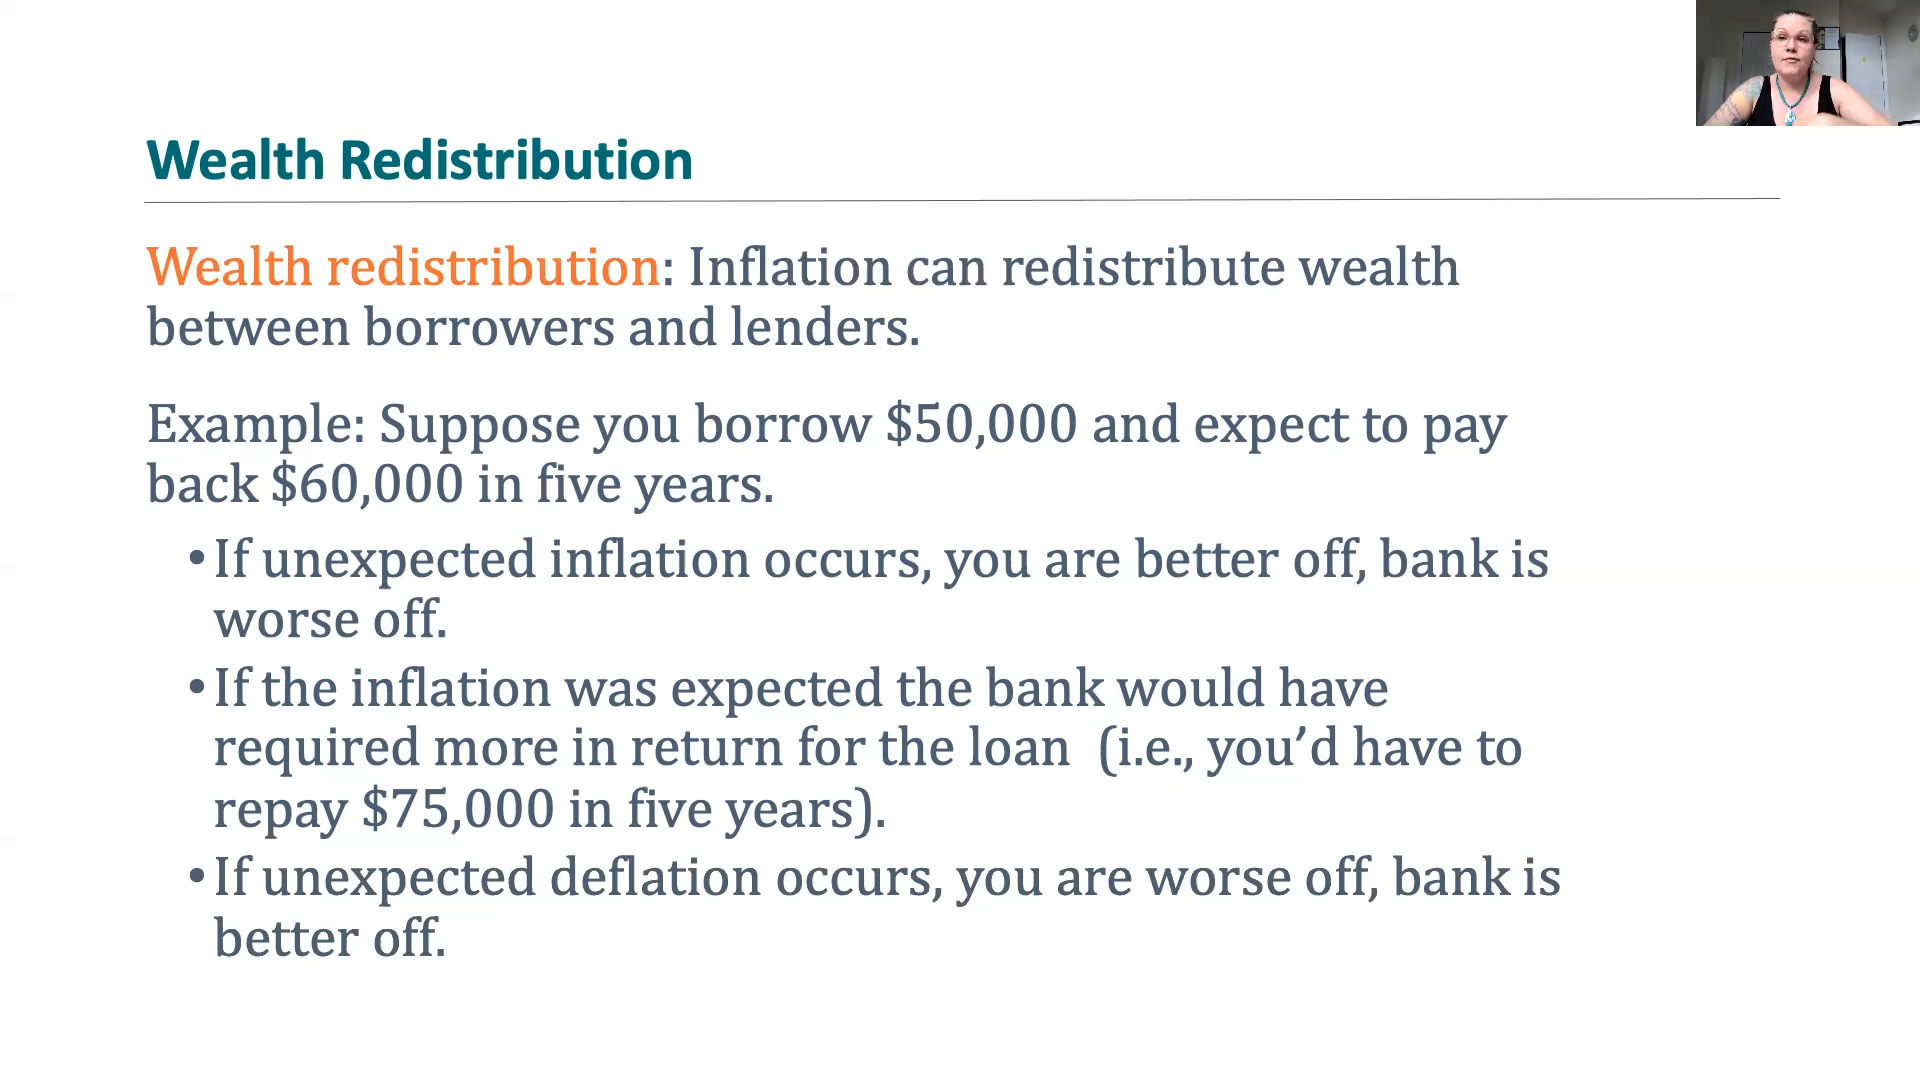 Wealth Redistribution
Wealth redistribution: Inflation can redistribute wealth
between borrowers and lenders.
Example: Suppose you borrow $50,000 and expect to pay
back $60,000 in five years.
•If unexpected inflation occurs, you are better off, bank is
worse off.
•If the inflation was expected the bank would have
required more in return for the loan  (i.e., you’d have to
repay $75,000 in five years).
•If unexpected deflation occurs, you are worse off, bank is
better off.